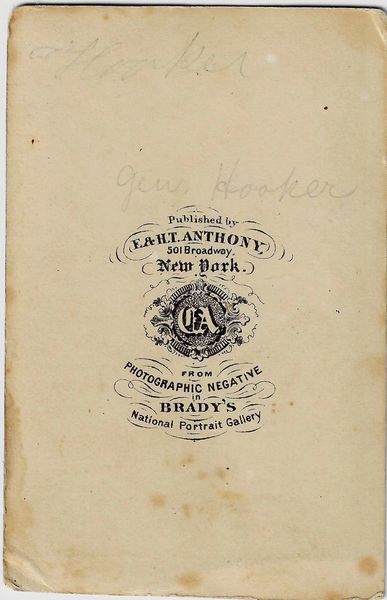 Hooker
Gen. Hooker
Published by
E. & H.T. ANTHONY,
501 Broadway.
New York.
E&A
FROM
PHOTOGRAPHIC NEGATIVE
in
BRADY'S
National Portrait Gallery